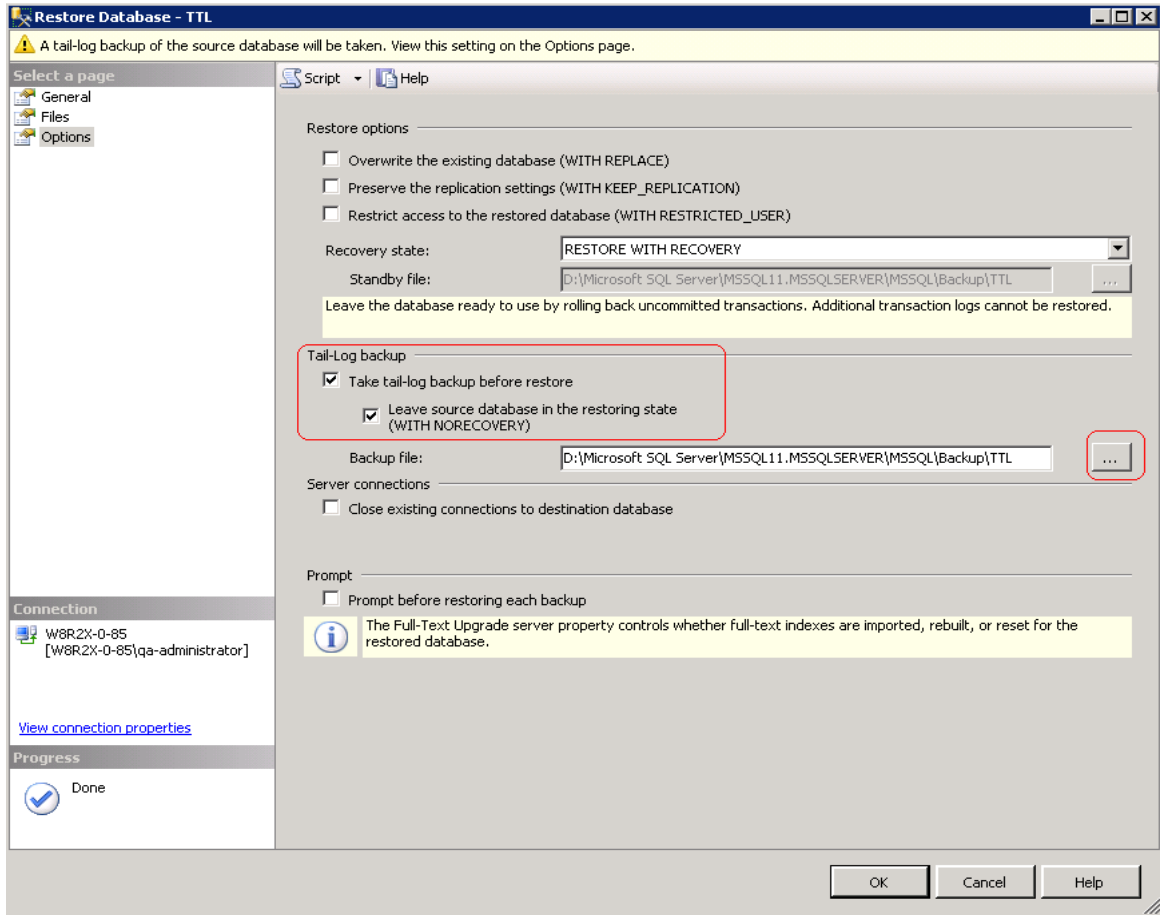 Restore Database - TTL
A tail-log backup of the source database will be taken. View this setting on the Options page.
Select a page
General
Files
Options
Script
Help
Restore options
Overwrite the existing database (WITH REPLACE)
Preserve the replication settings (WITH KEEP_REPLICATION)
Restrict access to the restored database (WITH RESTRICTED_USER)
Recovery state:
RESTORE WITH RECOVERY
Standby file:
D:\Microsoft SQL Server\MSSQL11.MSSQLSERVER\MSSQL\Backup\TTL
...
Leave the database ready to use by rolling back uncommitted transactions. Additional transaction logs cannot be restored.
Tail-Log backup
Take tail-log backup before restore
Leave source database in the restoring state
(WITH NORECOVERY)
Backup file:
D:\Microsoft SQL Server\MSSQL11.MSSQLSERVER\MSSQL\Backup\TTL
...
Server connections
Close existing connections to destination database
Prompt
Prompt before restoring each backup
The Full-Text Upgrade server property controls whether full-text indexes are imported, rebuilt, or reset for the
restored database.
Connection
W8R2X-0-85
[W8R2X-0-85\qa-administrator]
View connection properties
Progress
Done
OK
Cancel
Help